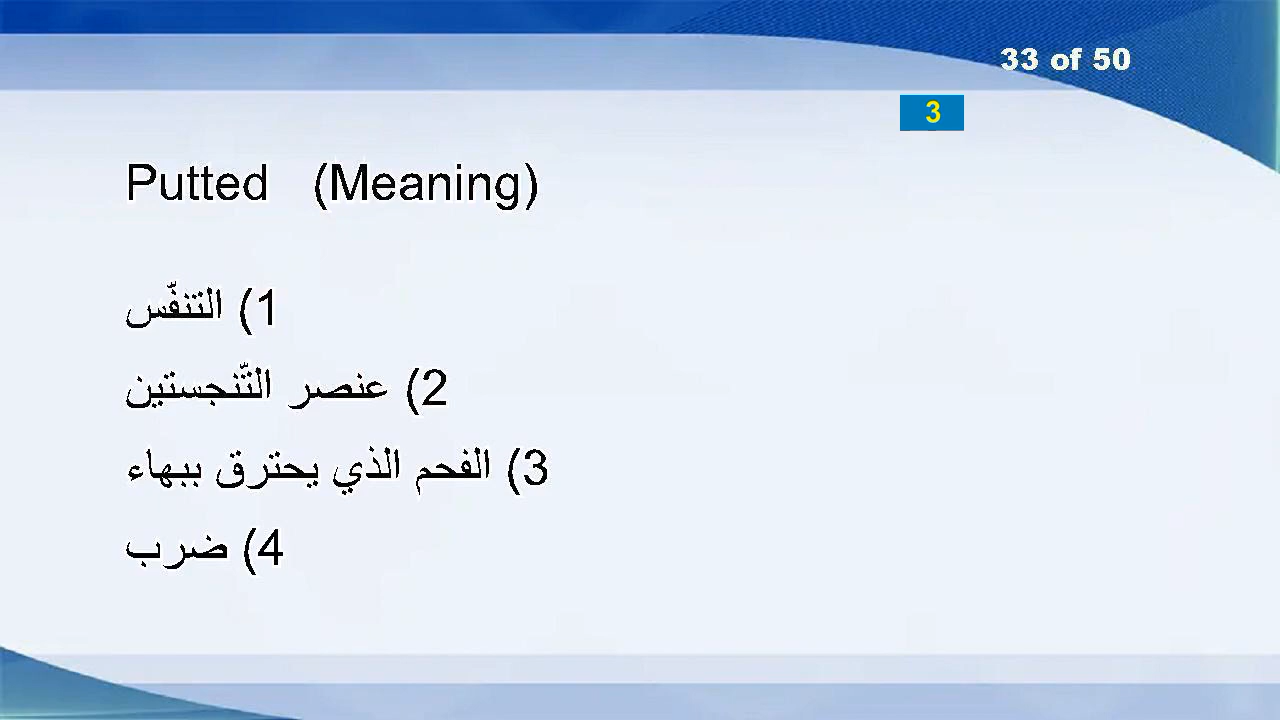 33 of 50
3
Putted (Meaning)
1) التنفّس
2) عنصر التّنجستين
3) الفحم الذي يحترق ببهاء
4) ضرب